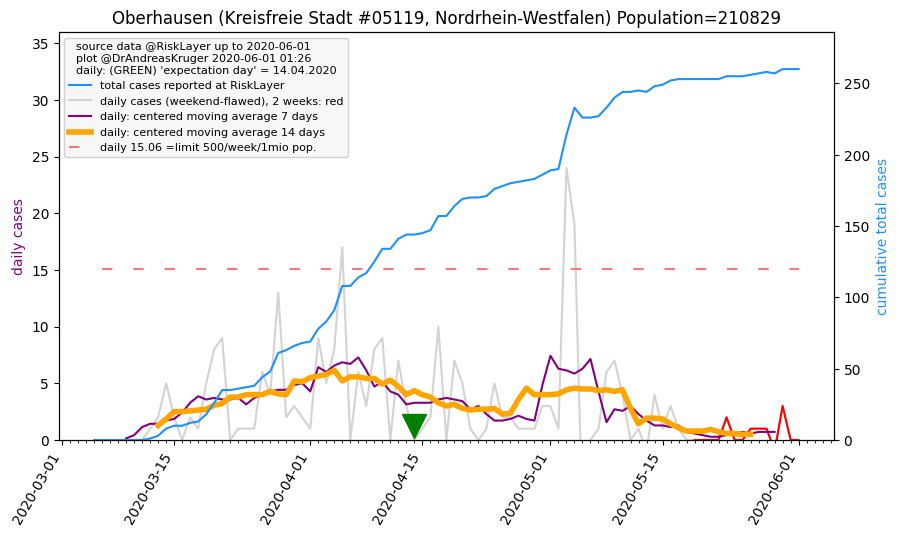 Oberhausen (Kreisfreie Stadt #05119, Nordrhein-Westfalen) Population=210829
source data @RiskLayer up to 2020-06-01
plot @DrAndreasKruger 2020-06-01 01:26
daily: (GREEN) 'expectation day' = 14.04.2020
total cases reported at RiskLayer
daily cases (weekend-flawed), 2 weeks: red
daily: centered moving average 7 days
daily: centered moving average 14 days
daily 15.06 =limit 500/week/1mio pop.
daily cases
35
30
25
20
15
10
5
0
cumulative total cases
250
200
150
100
50
0
2020-03-01
2020-03-15
2020-04-01
2020-04-15
2020-05-01
2020-05-15
2020-06-01